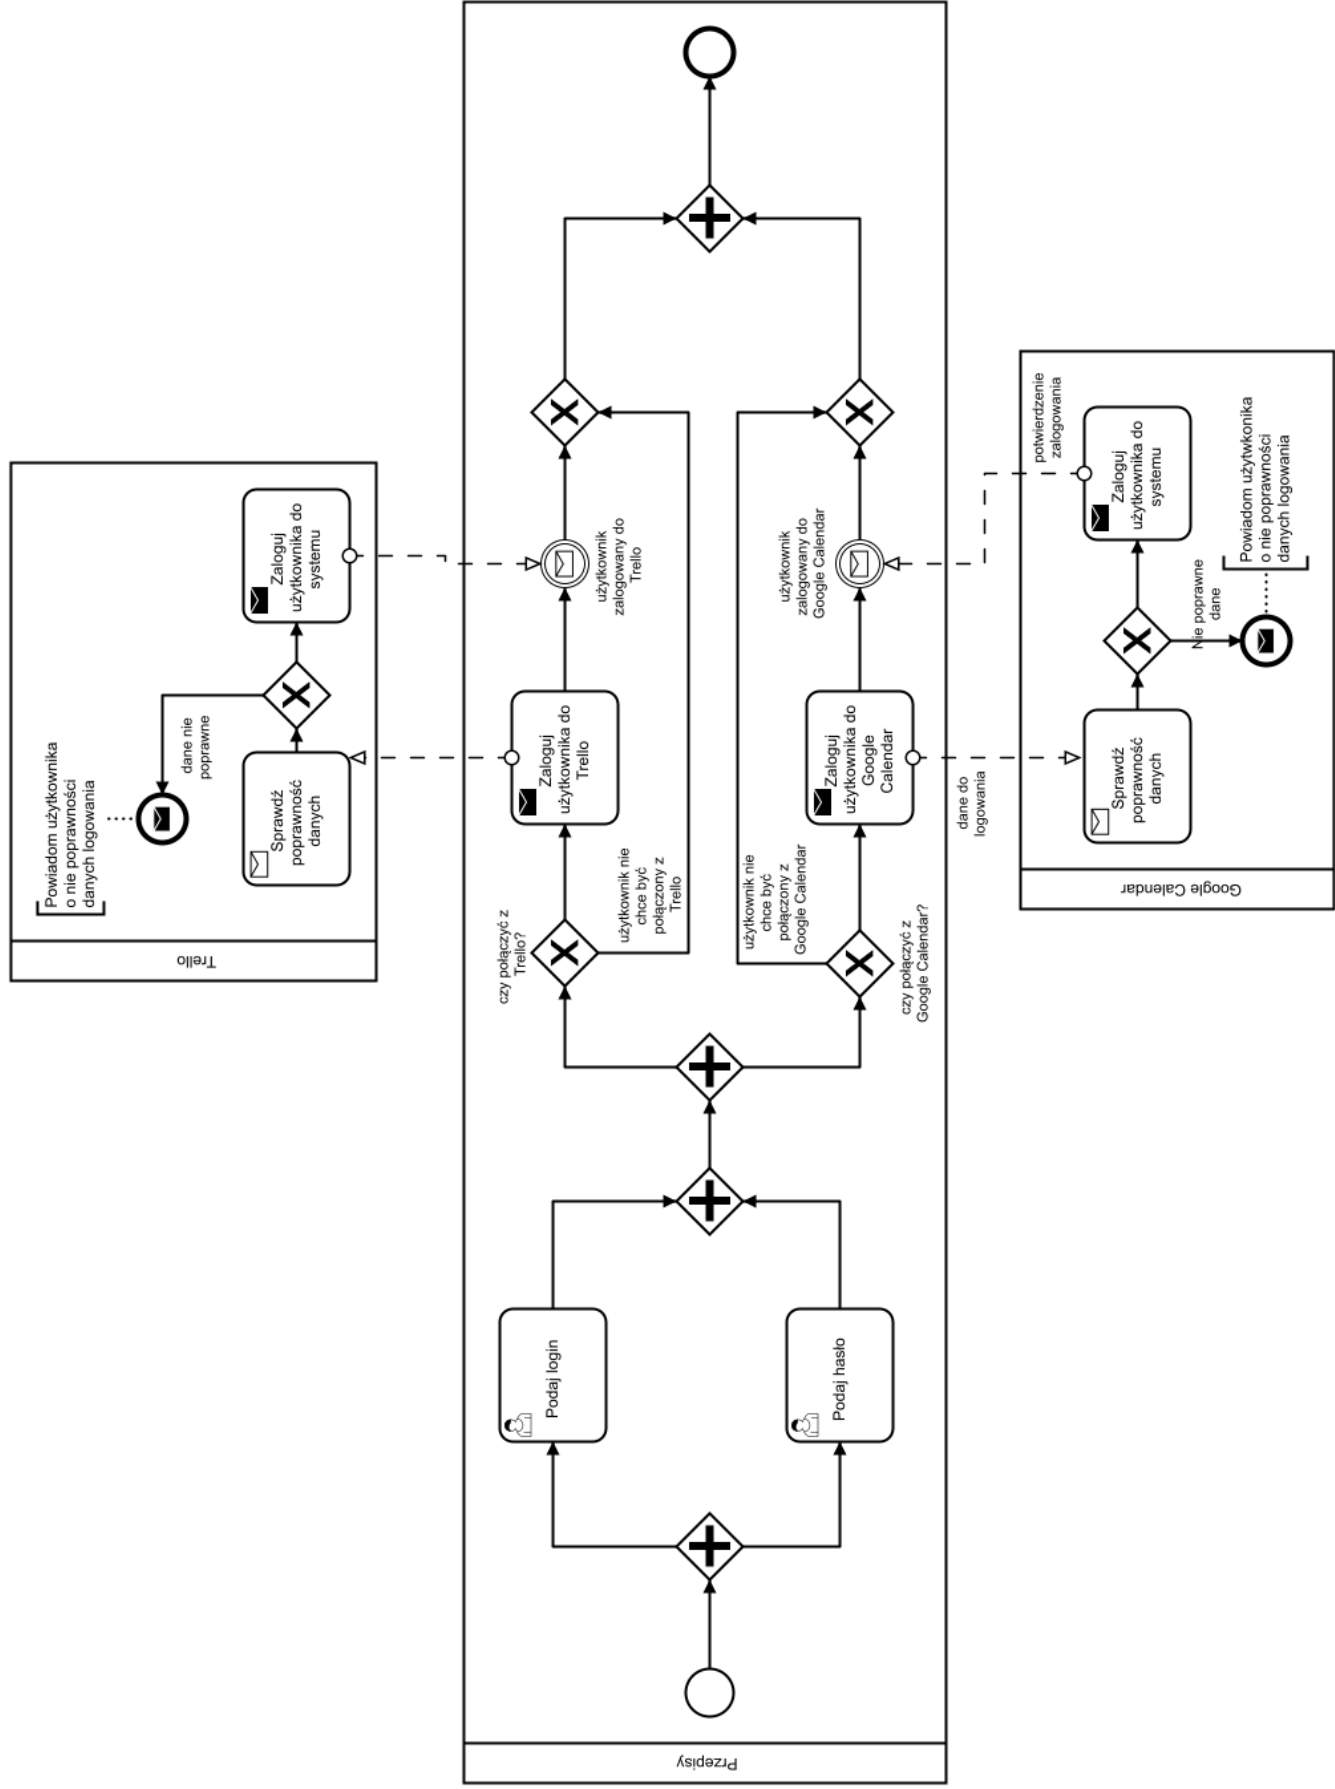 Trello
Powiadom użytkownika
o nie poprawności
danych logowania
Sprawdź
poprawność
danych
dane nie
poprawne
Zaloguj
użytkownika do
systemu
Przepisy
Podaj login
Podaj hasło
czy połączyć z
Trello?
użytkownik nie
chce być
połączony z
Trello
Zaloguj
użytkownika do
Trello
użytkownik
zalogowany do
Trello
czy połączyć z
Google Calendar?
użytkownik nie
chce być
połączony z
Google Calendar
Zaloguj
użytkownika do
Google
Calendar
użytkownik
zalogowany do
Google Calendar
dane do
logowania
potwierdzenie
zalogowania
Google Calendar
Sprawdź
poprawność
danych
Nie poprawne
dane
Zaloguj
użytkownika do
systemu
Powiadom użytwkonika
o nie poprawności
danych logowania